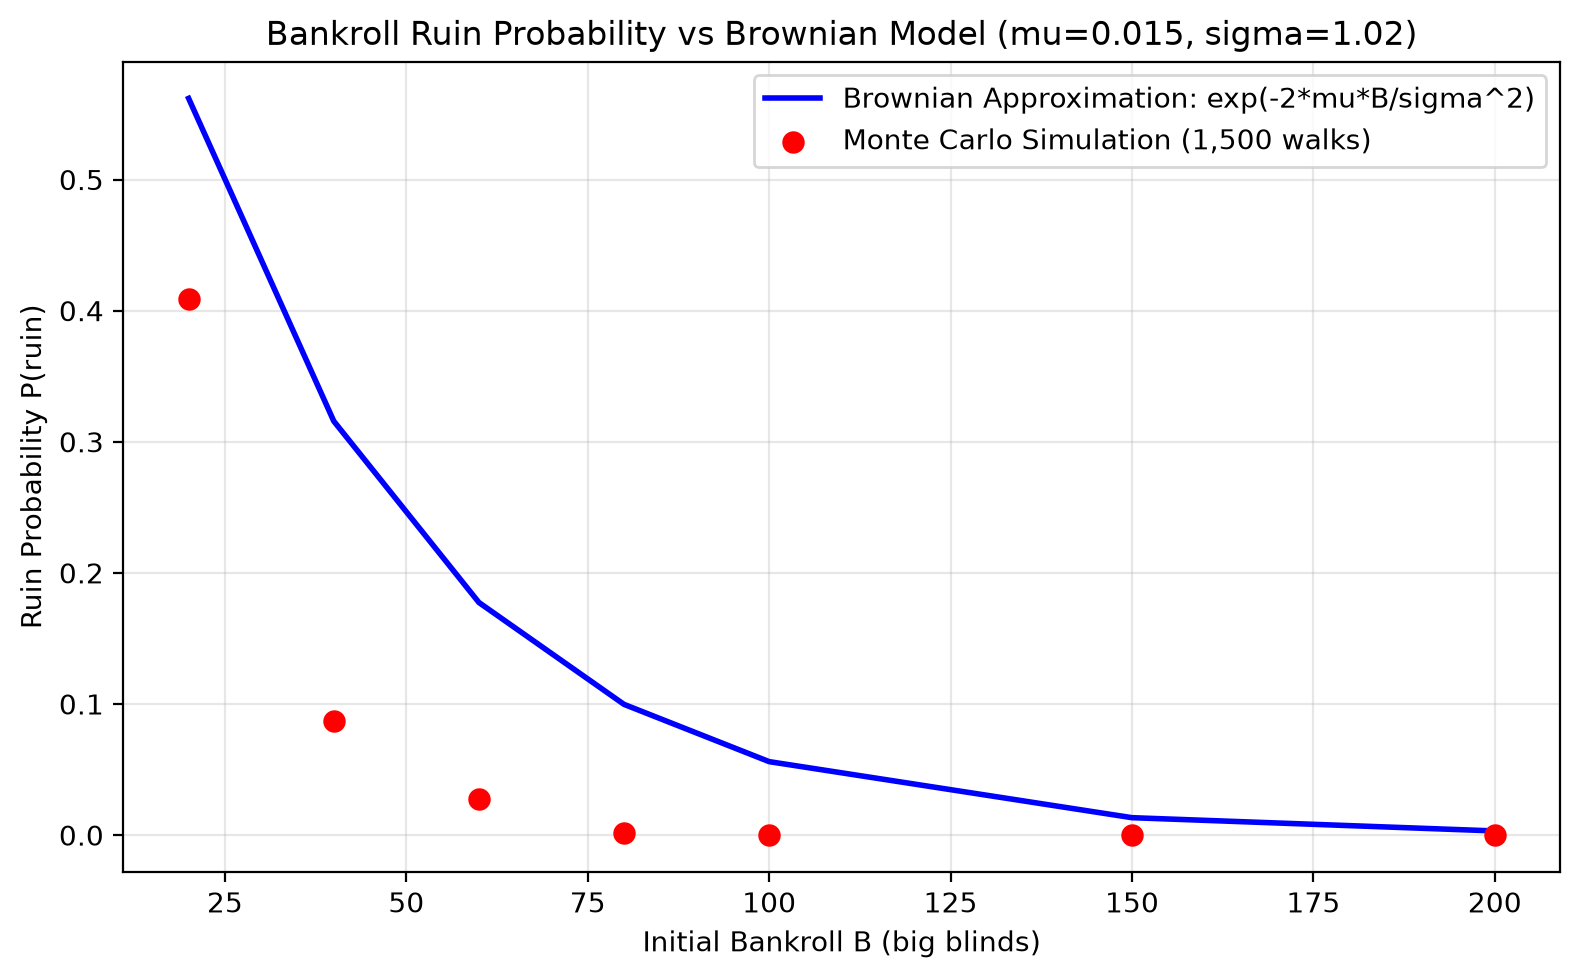 Bankroll Ruin Probability vs Brownian Model (mu=0.015, sigma=1.02)
Brownian Approximation: exp(-2*mu*B/sigma^2)
Monte Carlo Simulation (1,500 walks)
Ruin Probability P(ruin)
0.5
0.4
0.3
0.2
0.1
0.0
25 50 75 100 125 150 175 200
Initial Bankroll B (big blinds)